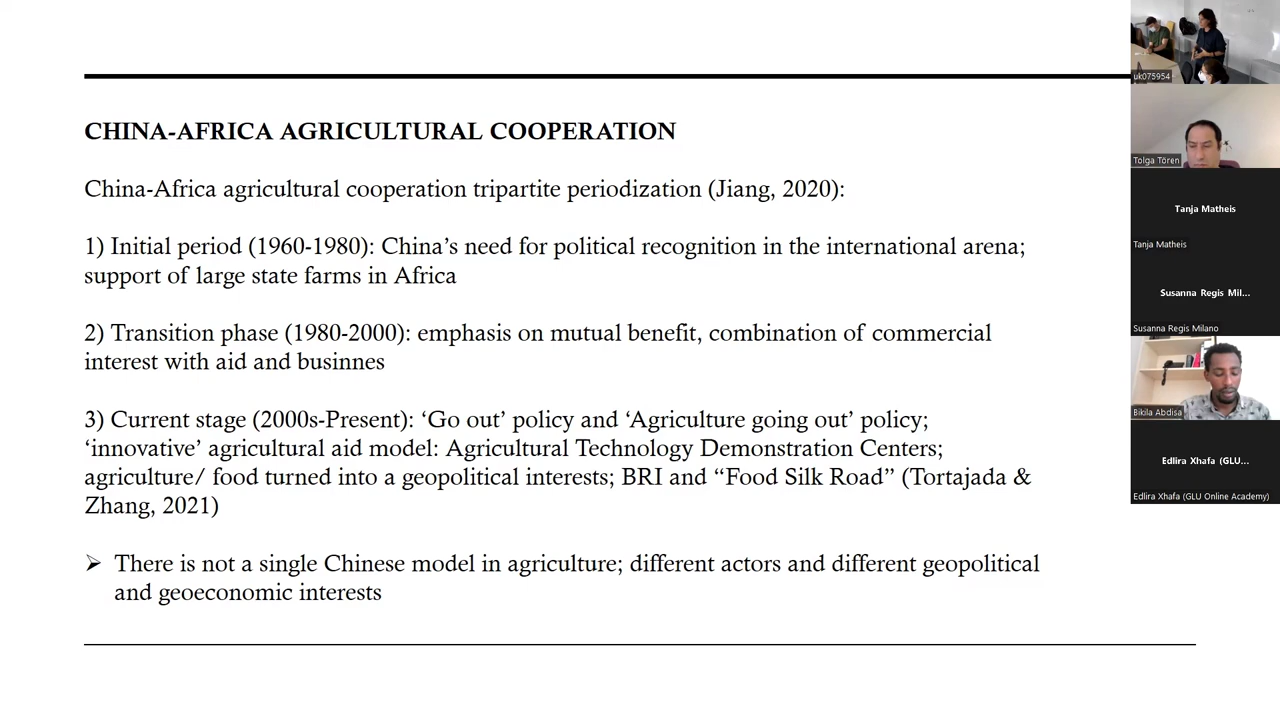 CHINA-AFRICA AGRICULTURAL COOPERATION
China-Africa agricultural cooperation tripartite periodization (Jiang, 2020):
1) Initial period (1960-1980): China’s need for political recognition in the international arena;
support of large state farms in Africa
2) Transition phase (1980-2000): emphasis on mutual benefit, combination of commercial
interest with aid and businnes
3) Current stage (2000s-Present): ‘Go out’ policy and ‘Agriculture going out’ policy;
‘innovative’ agricultural aid model: Agricultural Technology Demonstration Centers;
agriculture/ food turned into a geopolitical interests; BRI and “Food Silk Road” (Tortajada &
Zhang, 2021)
➢ There is not a single Chinese model in agriculture; different actors and different geopolitical
and geoeconomic interests
uk075954
Tolga Tören
Tanja Matheis
Tanja Matheis
Susanna Regis Mil...
Susanna Regis Milano
Bikila Abdisa
Edlira Xhafa (GLU...
Edlira Xhafa (GLU Online Academy)